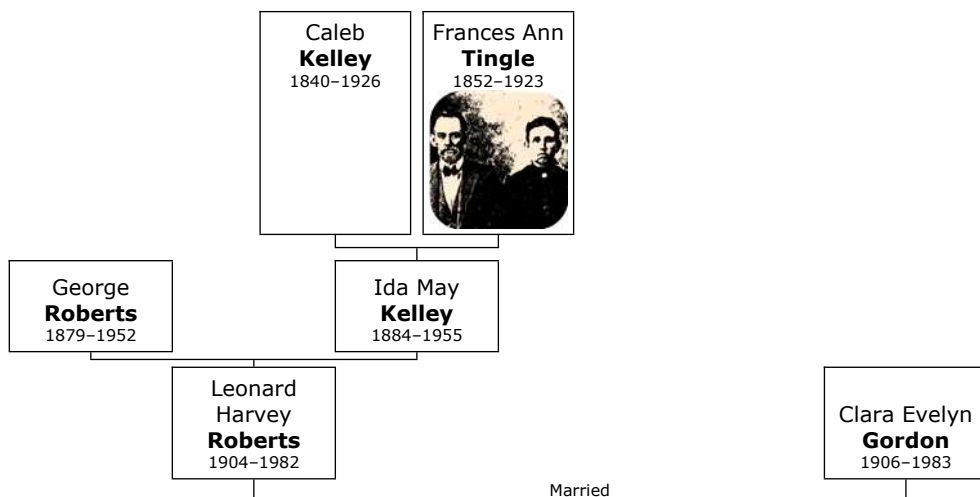 Caleb
Kelley
1840–1926
Frances Ann
Tingle
1852–1923
George
Roberts
1879–1952
Ida May
Kelley
1884–1955
Leonard
Harvey
Roberts
1904–1982
Clara Evelyn
Gordon
1906–1983
Married